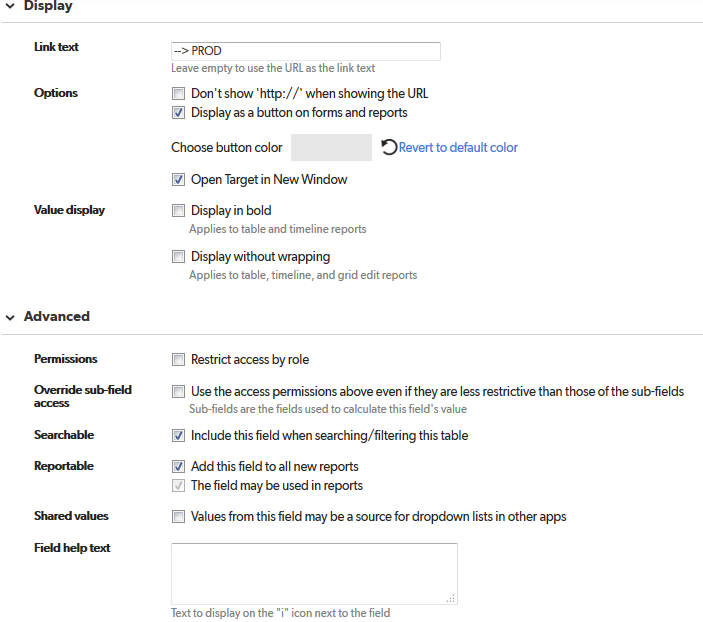 Display
Link text
--> PROD
Leave empty to use the URL as the link text
Options
Don't show 'http://' when showing the URL
Display as a button on forms and reports
Choose button color
Revert to default color
Open Target in New Window
Value display
Display in bold
Applies to table and timeline reports
Display without wrapping
Applies to table, timeline, and grid edit reports
Advanced
Permissions
Restrict access by role
Override sub-field
access
Use the access permissions above even if they are less restrictive than those of the sub-fields
Sub-fields are the fields used to calculate this field's value
Searchable
Include this field when searching/filtering this table
Reportable
Add this field to all new reports
The field may be used in reports
Shared values
Values from this field may be a source for dropdown lists in other apps
Field help text
Text to display on the "i" icon next to the field